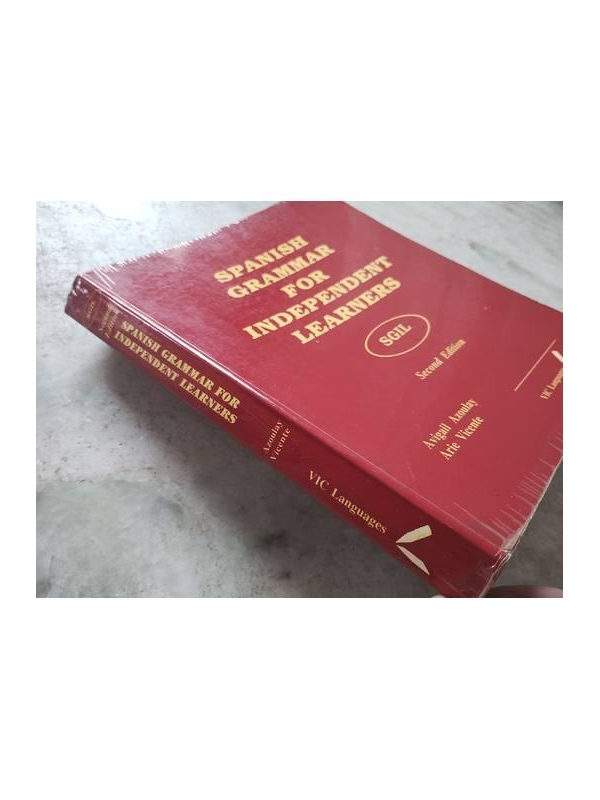 SPANISH
GRAMMAR
FOR
INDEPENDENT
LEARNERS
SGIL
Second Edition
Avigail Azoulay
Arie Vicente
SPANISH GRAMMAR FOR
INDEPENDENT LEARNERS
Azoulay
Vicente
VIC Languages